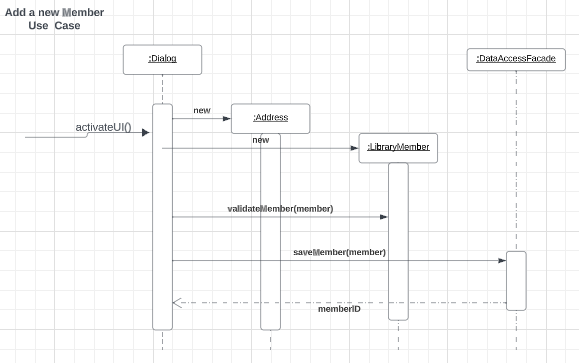 Add a new Member
Use Case
:Dialog
:DataAccessFacade
new
:Address
activateUI()
new
:LibraryMember
validateMember(member)
saveMember(member)
memberID